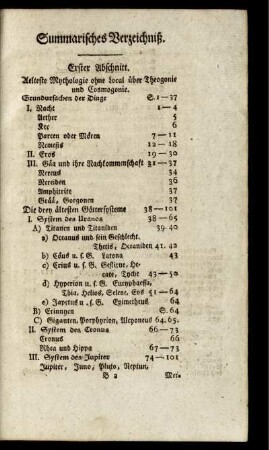 Summarisches Verzeichniß.
Erster Abschnitt.
Aelteste Mythologie ohne Local über Theogonie
und Cosmogonie.
Grundursachen der Dinge S. 1-37
I. Nacht 1-4
Aether 5
Kee 6
Parcen oder Mören 7-11
Nemesis 12-18
II. Eros 19-30
III. Gäa und ihre Nachkommenschaft 31-37
Nereus 34
Nereiden 36
Amphitrite 36
Grää, Gorgonen 37
Die drey ältesten Göttersysteme 38-101
I. System des Uranos 38-65
A) Titanen und Titaniden 39-40
a) Oceanus und sein Geschlecht.
Thetis, Oceaniden 41. 42
b) Cäus u. s. G. Latona 43
c) Crius u. s. G. Gestirne, He-
cate, Tyche 43-50
d) Hyperion u. s. G. Euryphaessa,
Thia, Helios, Selene, Eos 51-64
e) Japetus u. s. G. Epimetheus 64
B) Erinnyen S. 64
C) Giganten, Porphyrion, Alcyoneus 64. 65.
II. System des Cronus 66-73
Cronus 66
Rhea und Hippa 67-73
III. System des Jupiter 74-101
Jupiter, Juno, Pluto, Neptun,
B 2 Mer-